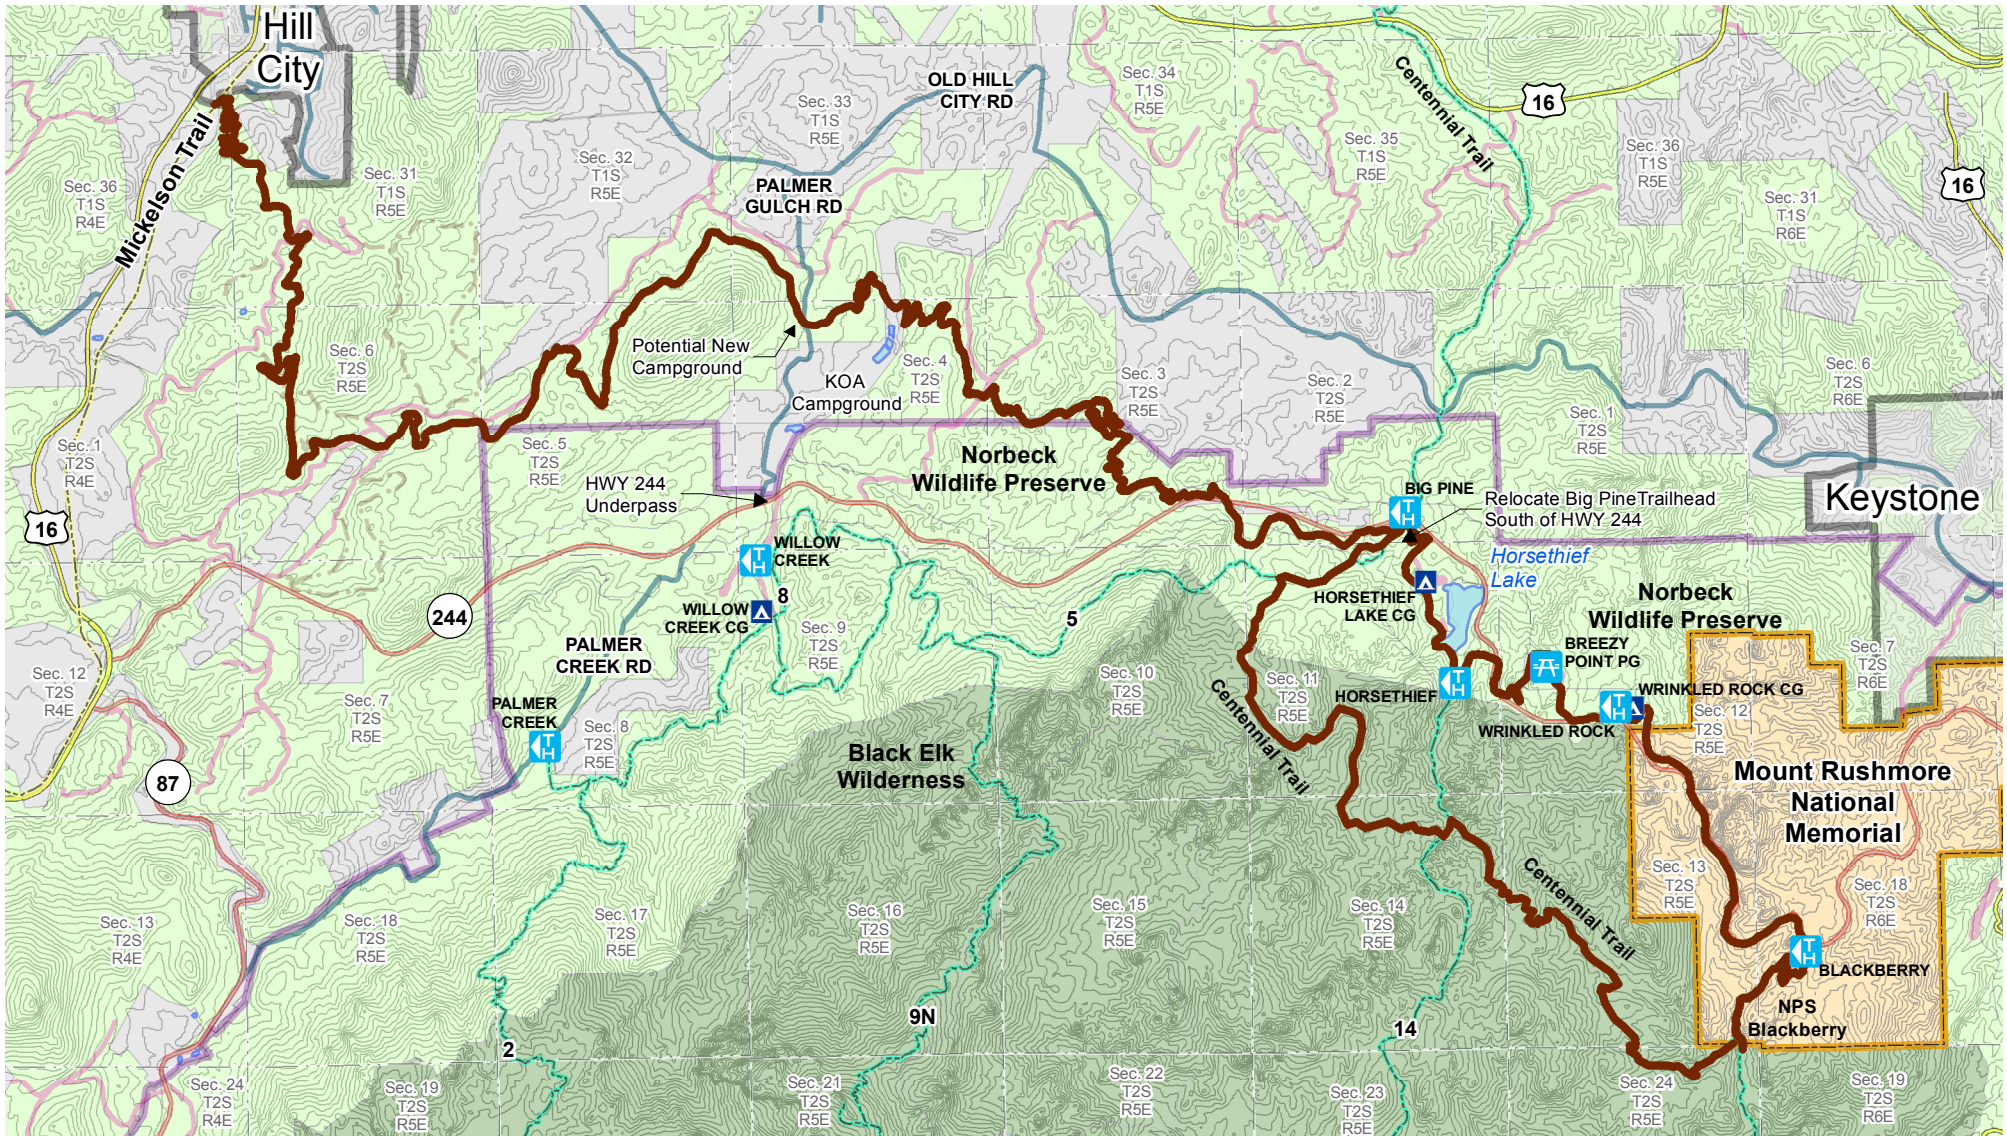 Hill
City
Mickelson Trail
OLD HILL
CITY RD
Centennial Trail
16
16
Sec. 34
T1S
R5E
Sec. 33
T1S
R5E
Sec. 35
T1S
R5E
Sec. 36
T1S
R5E
Sec. 32
T1S
R5E
Sec. 31
T1S
R5E
Sec. 36
T1S
R4E
Sec. 31
T1S
R6E
PALMER
GULCH RD
Potential New
Campground
KOA
Campground
Sec. 6
T2S
R5E
Sec. 4
T2S
R5E
Sec. 3
T2S
R5E
Sec. 2
T2S
R5E
Sec. 1
T2S
R5E
Sec. 6
T2S
R6E
Sec. 1
T2S
R4E
Sec. 5
T2S
R5E
16
HWY 244
Underpass
Norbeck
Wildlife Preserve
BIG PINE
TH
Relocate Big PineTrailhead
South of HWY 244
Keystone
Horsethief
Lake
TH
WILLOW
CREEK
WILLOW
CREEK CG
8
244
5
HORSETHIEF
LAKE CG
Norbeck
Wildlife Preserve
BREEZY
POINT PG
PALMER
CREEK RD
Sec. 9
T2S
R5E
Sec. 10
T2S
R5E
Sec. 11
T2S
R5E
Sec. 7
T2S
R6E
Sec. 12
T2S
R4E
Sec. 7
T2S
R5E
Sec. 8
T2S
R5E
PALMER
CREEK
TH
Centennial Trail
HORSETHIEF
TH
TH
WRINKLED ROCK CG
WRINKLED ROCK
Sec. 12
T2S
R5E
87
Black Elk
Wilderness
Mount Rushmore
National
Memorial
Centennial Trail
Sec. 13
T2S
R5E
Sec. 18
T2S
R6E
Sec. 13
T2S
R4E
Sec. 18
T2S
R5E
Sec. 17
T2S
R5E
Sec. 16
T2S
R5E
Sec. 15
T2S
R5E
Sec. 14
T2S
R5E
TH
BLACKBERRY
NPS
Blackberry
2
9N
14
Sec. 24
T2S
R4E
Sec. 19
T2S
R5E
Sec. 21
T2S
R5E
Sec. 22
T2S
R5E
Sec. 23
T2S
R5E
Sec. 24
T2S
R5E
Sec. 19
T2S
R6E